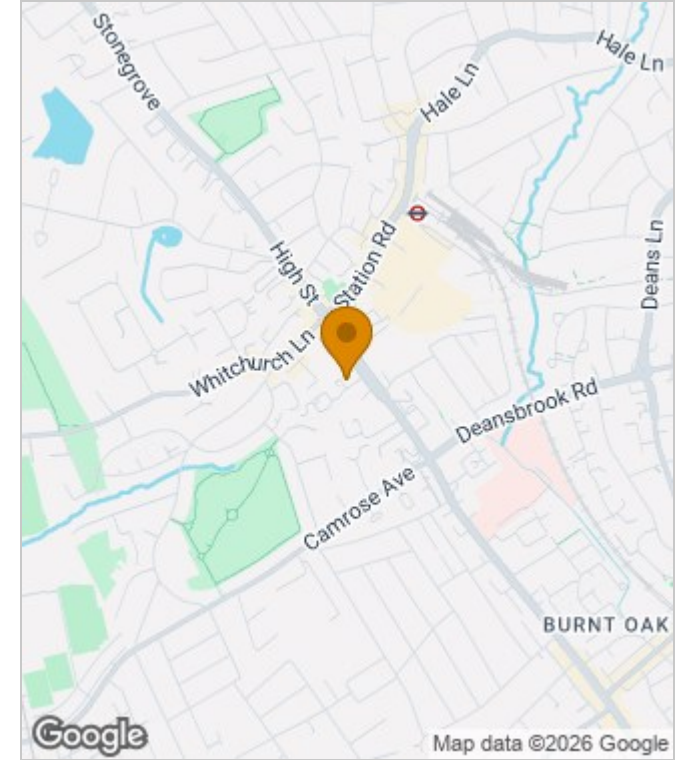 Stonegrove
Hale Ln
Hale Ln
Station Rd
High St
Deans Ln
Whitchurch Ln
Deansbrook Rd
Camrose Ave
BURNT OAK
Google
Map data ©2026 Google